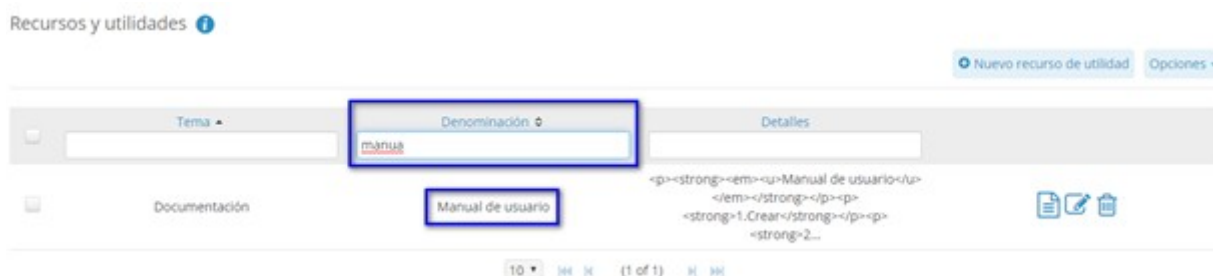 Recursos y utilidades
Nuevo recurso de utilidad Opciones
Tema Denominación Detalles
manua
<p><strong><em><u>Manual de usuario</u>
</em></strong></p><p>
Documentación Manual de usuario
<strong>1.Crear</strong></p><p>
<strong>2...
10 (1 of 1)